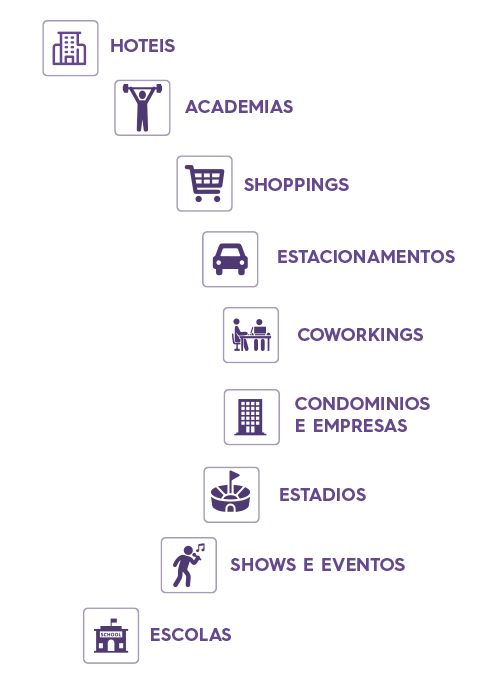 HOTEIS
ACADEMIAS
SHOPPINGS
ESTACIONAMENTOS
COWORKINGS
CONDOMINIOS
E EMPRESAS
ESTADIOS
SHOWS E EVENTOS
SCHOOL
ESCOLAS